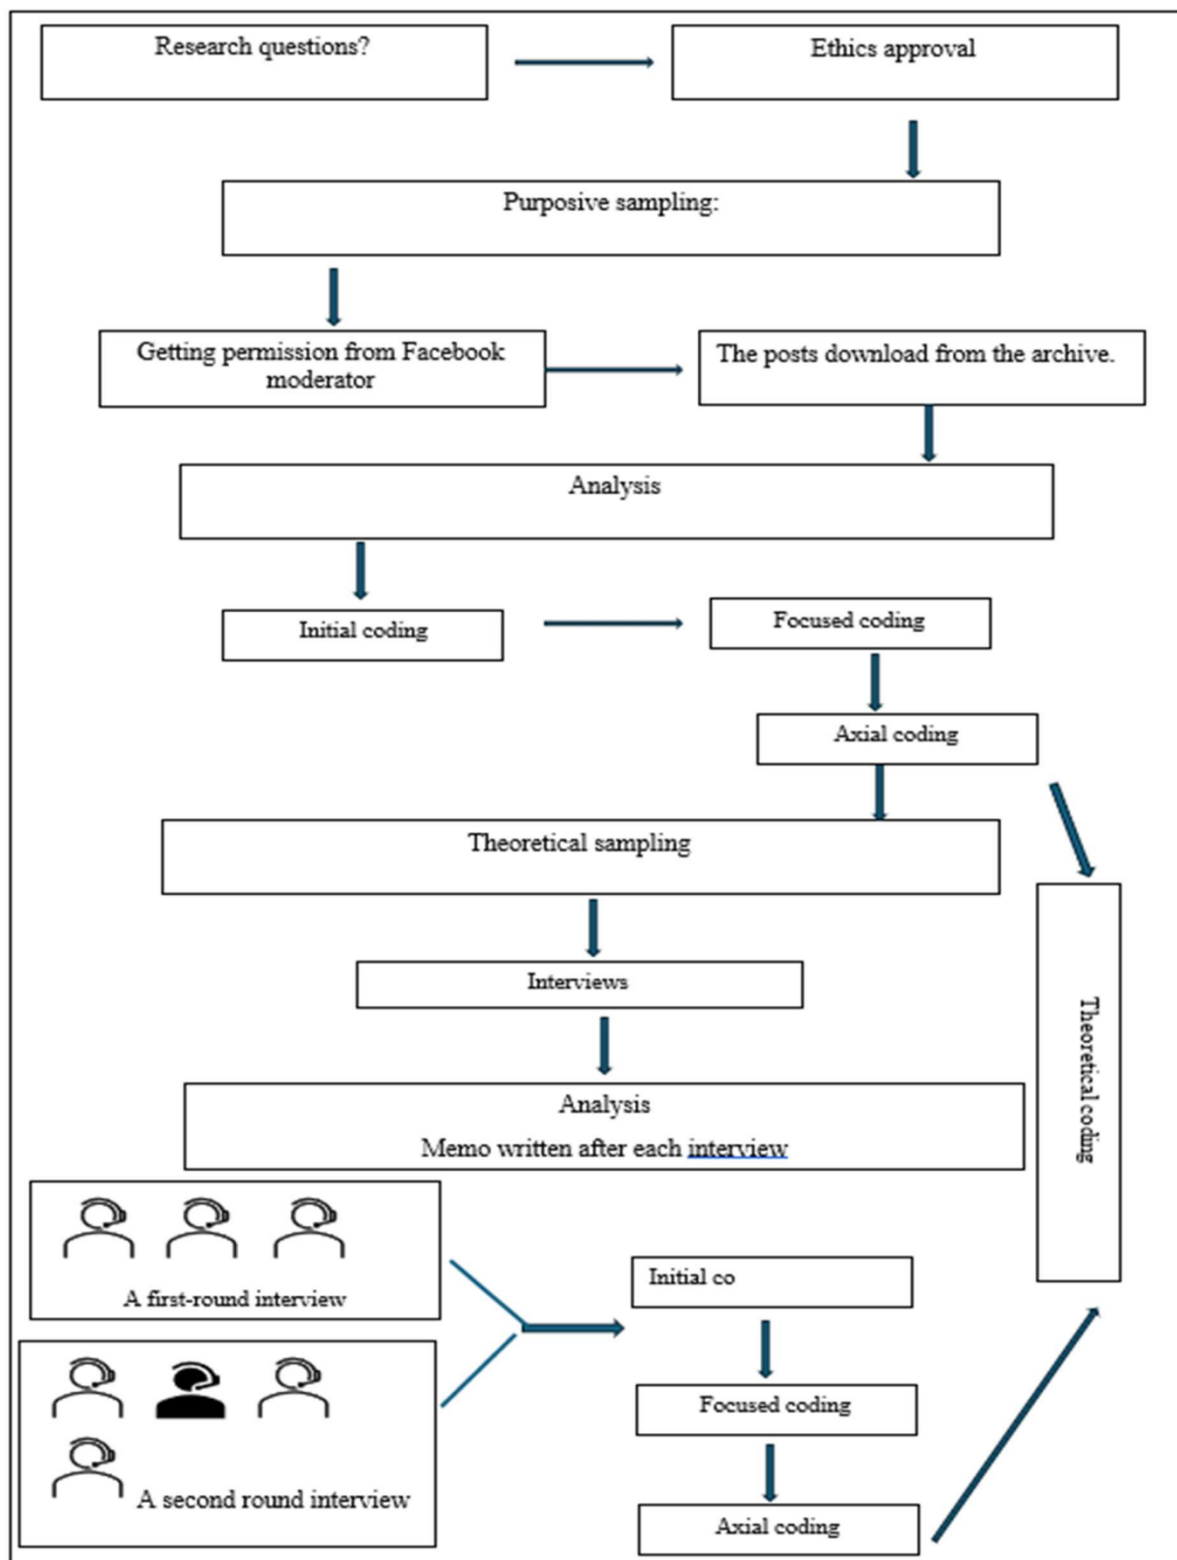 Research questions?
Ethics approval
Purposive sampling:
Getting permission from Facebook
moderator
The posts download from the archive.
Analysis
Initial coding
Focused coding
Axial coding
Theoretical sampling
Interviews
Theoretical coding
Analysis
Memo written after each interview
A first-round interview
Initial co
Focused coding
A second round interview
Axial coding